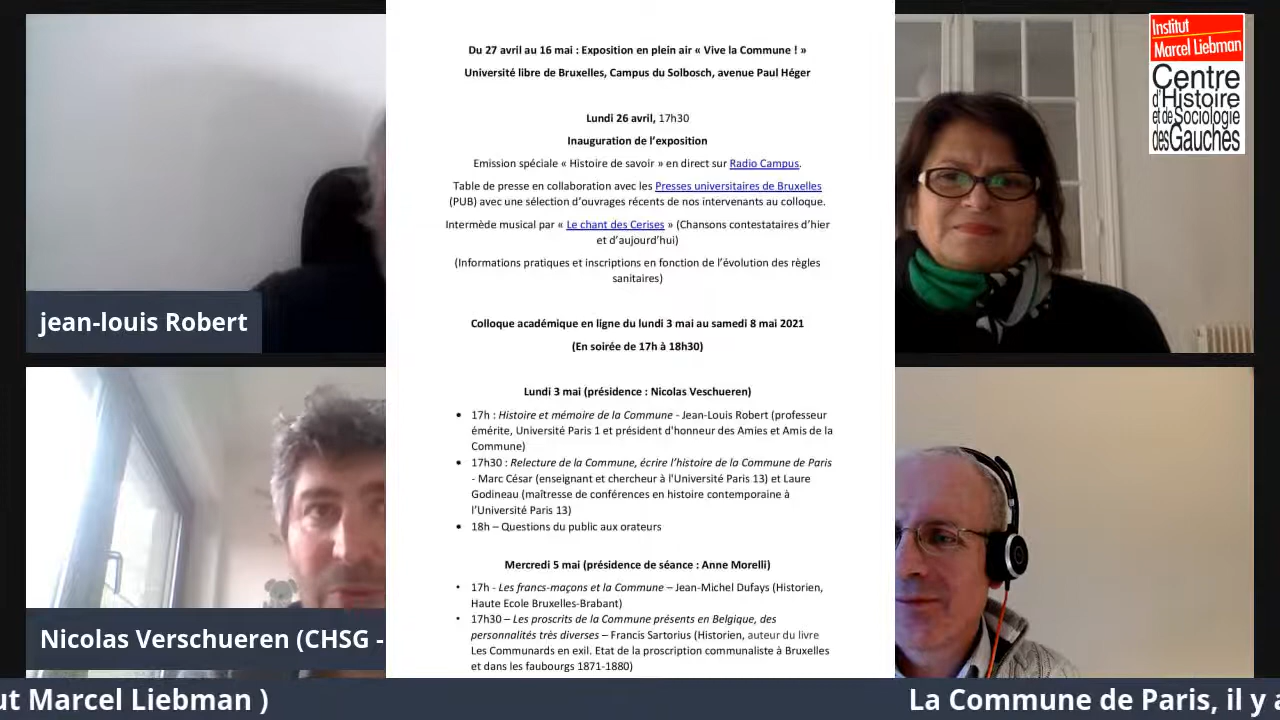 Du 27 avril au 16 mai : Exposition en plein air « Vive la Commune ! »
Université libre de Bruxelles, Campus du Solbosch, avenue Paul Héger
Lundi 26 avril, 17h30
Inauguration de l'exposition
Emission spéciale « Histoire de savoir » en direct sur Radio Campus.
Table de presse en collaboration avec les Presses universitaires de Bruxelles
(PUB) avec une sélection d'ouvrages récents de nos intervenants au colloque.
Intermède musical par « Le chant des Cerises » (Chansons contestataires d'hier
et d'aujourd'hui)
(Informations pratiques et inscriptions en fonction de l'évolution des règles
sanitaires)
Colloque académique en ligne du lundi 3 mai au samedi 8 mai 2021
(En soirée de 17h à 18h30)
Lundi 3 mai (présidence : Nicolas Veschueren)
• 17h : Histoire et mémoire de la Commune - Jean-Louis Robert (professeur
émérite, Université Paris 1 et président d'honneur des Amies et Amis de la
Commune)
• 17h30 : Relecture de la Commune, écrire l'histoire de la Commune de Paris
- Marc César (enseignant et chercheur à l'Université Paris 13) et Laure
Godineau (maîtresse de conférences en histoire contemporaine à
l'Université Paris 13)
• 18h – Questions du public aux orateurs
Mercredi 5 mai (présidence de séance : Anne Morelli)
• 17h - Les francs-maçons et la Commune – Jean-Michel Dufays (Historien,
Haute Ecole Bruxelles-Brabant)
• 17h30 – Les proscrits de la Commune présents en Belgique, des
personnalités très diverses – Francis Sartorius (Historien, auteur du livre
Les Communards en exil. Etat de la proscription communaliste à Bruxelles
et dans les faubourgs 1871-1880)
Institut
Marcel Liebman
Centre
d'Histoire
et de Sociologie
des Gauches
jean-louis Robert
Nicolas Verschueren (CHSG -
ut Marcel Liebman )
La Commune de Paris, il y a